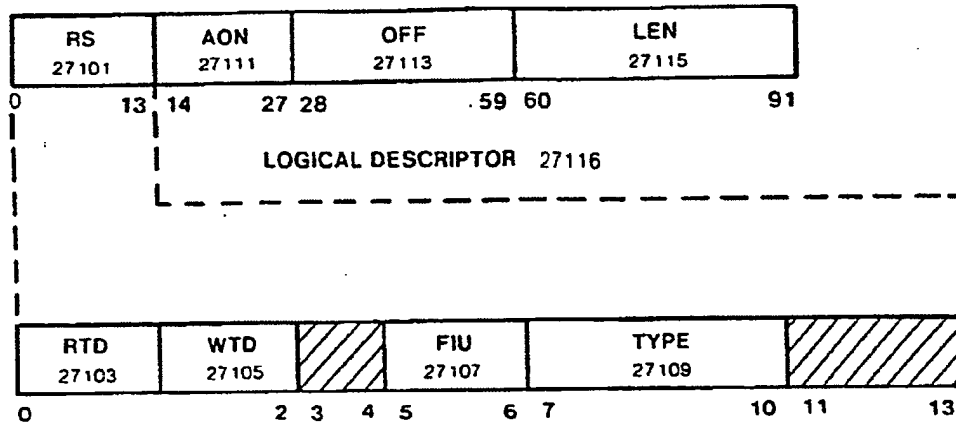 RS AON OFF LEN
27101 27111 27113 27115
0 13 14 27 28 59 60 91
LOGICAL DESCRIPTOR 27116
RTD WTD FIU TYPE
27103 27105 27107 27109
0 2 3 4 5 6 7 10 11 13